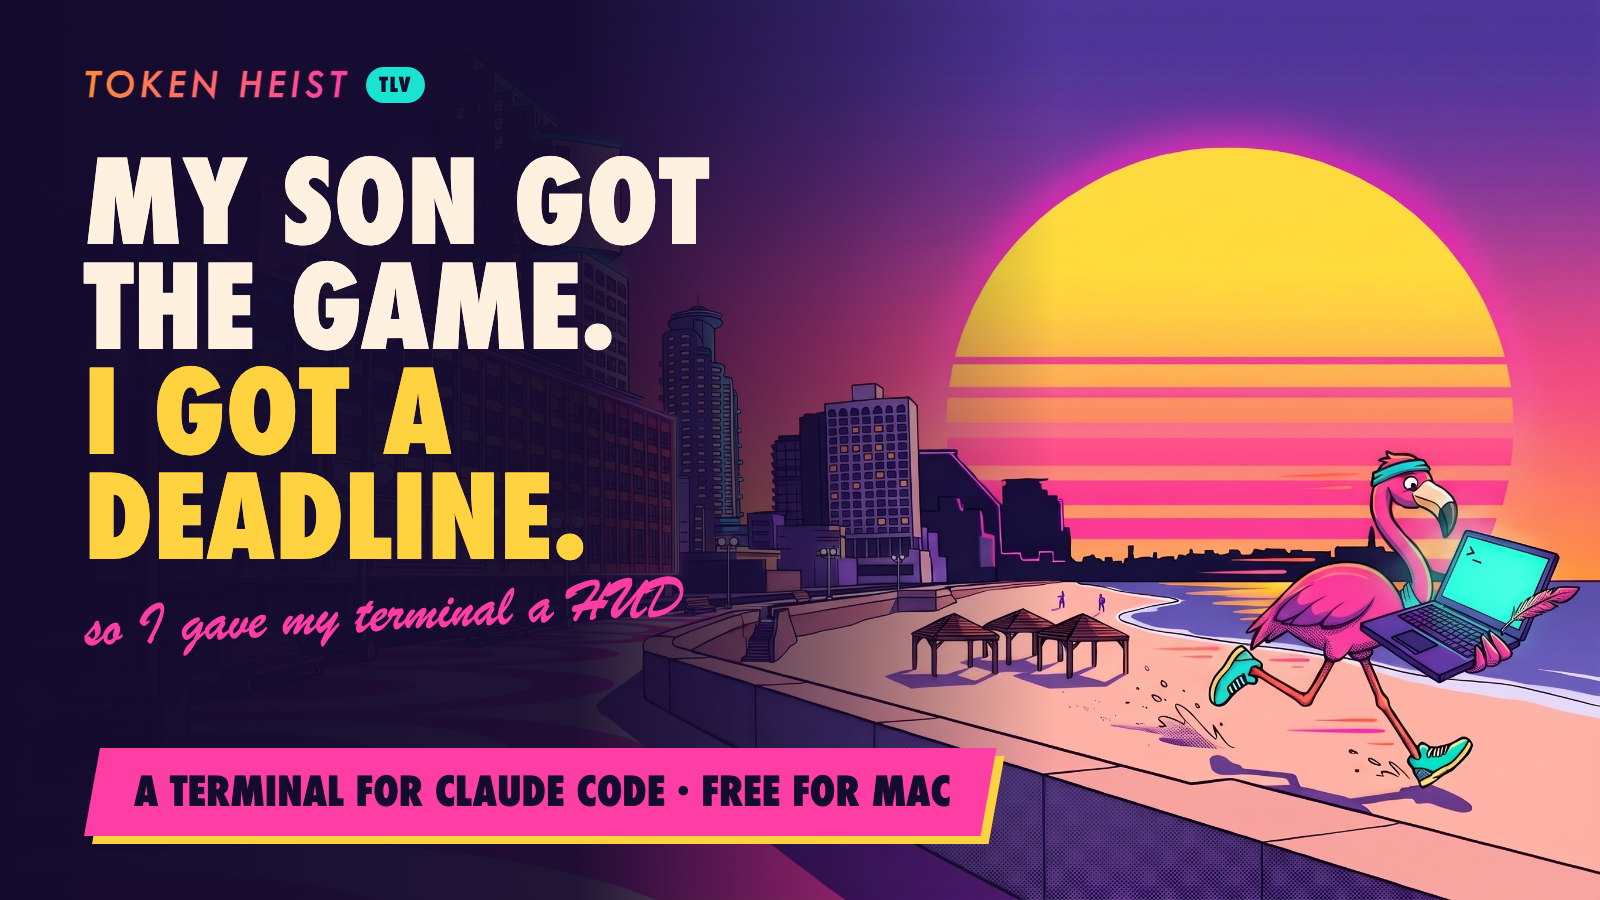 TOKEN HEIST TLV
MY SON GOT
THE GAME.
I GOT A
DEADLINE.
so I gave my terminal a HUD
A TERMINAL FOR CLAUDE CODE · FREE FOR MAC
>_